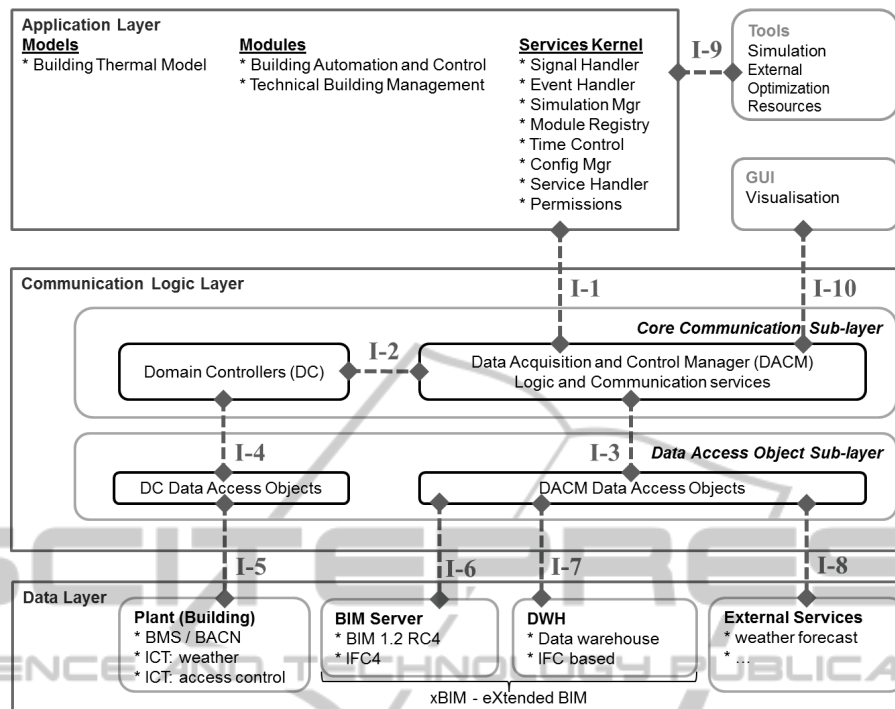 Application Layer
Models
* Building Thermal Model
Modules
* Building Automation and Control
* Technical Building Management
Services Kernel
* Signal Handler
* Event Handler
* Simulation Mgr
* Module Registry
* Time Control
* Config Mgr
* Service Handler
* Permissions
I-9
Tools
Simulation
External
Optimization
Resources
GUI
Visualisation
I-1
I-10
Communication Logic Layer
Core Communication Sub-layer
Domain Controllers (DC)
I-2
Data Acquisition and Control Manager (DACM)
Logic and Communication services
I-4
I-3
Data Access Object Sub-layer
DC Data Access Objects
DACM Data Access Objects
I-5
I-6
I-7
I-8
Data Layer
Plant (Building)
* BMS / BACN
* ICT: weather
* ICT: access control
BIM Server
* BIM 1.2 RC4
* IFC4
DWH
* Data warehouse
* IFC based
External Services
* weather forecast
* ...
xBIM - eXtended BIM